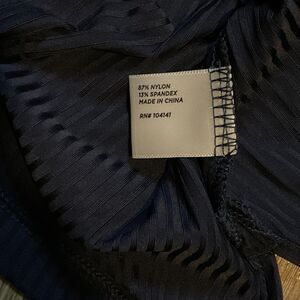 87% NYLON
13% SPANDEX
MADE IN CHINA
RN# 104141